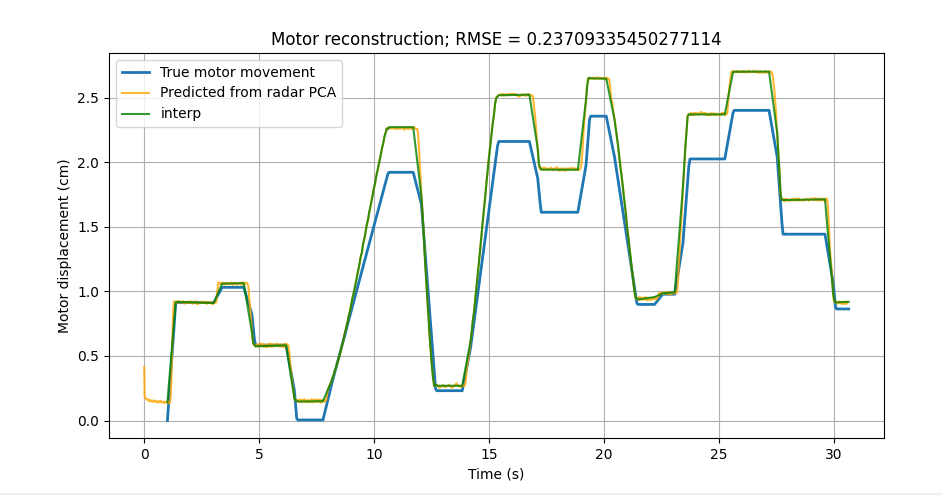 Motor reconstruction; RMSE = 0.23709335450277114
True motor movement
Predicted from radar PCA
interp
Motor displacement (cm)
2.5
2.0
1.5
1.0
0.5
0.0
0 5 10 15 20 25 30
Time (s)